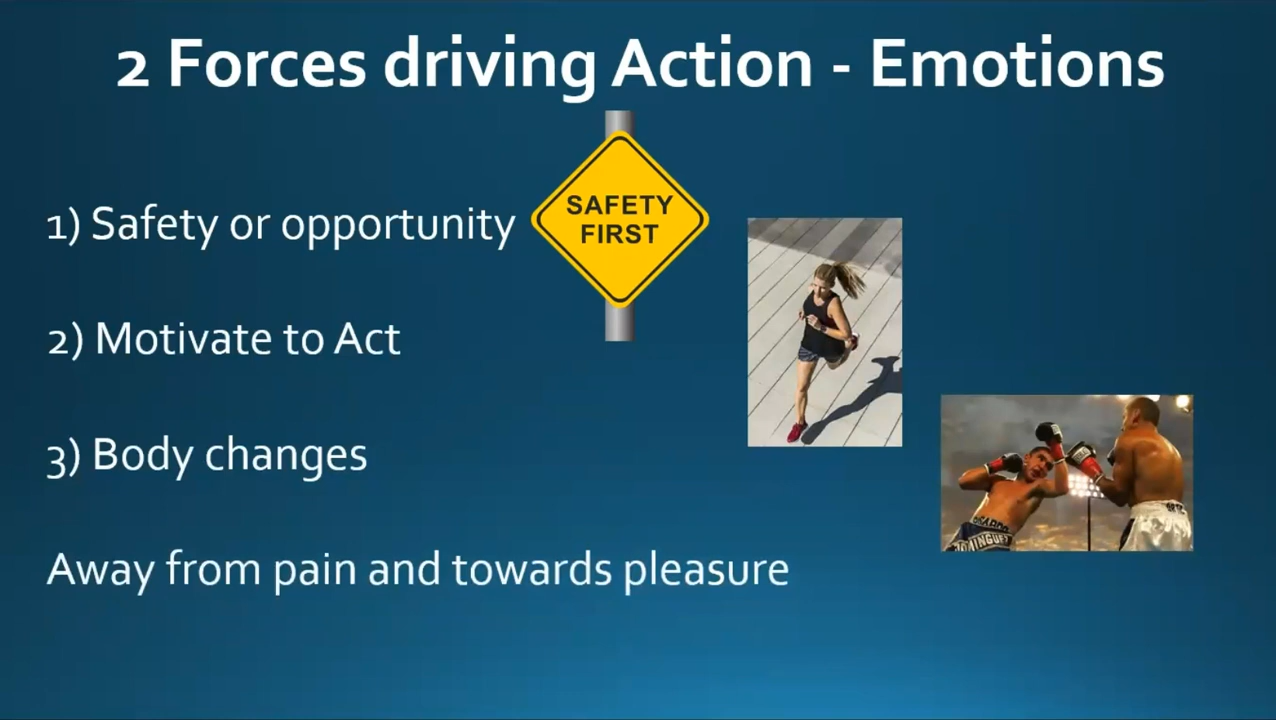 2 Forces driving Action - Emotions
SAFETY
FIRST
1) Safety or opportunity
2) Motivate to Act
3) Body changes
Away from pain and towards pleasure